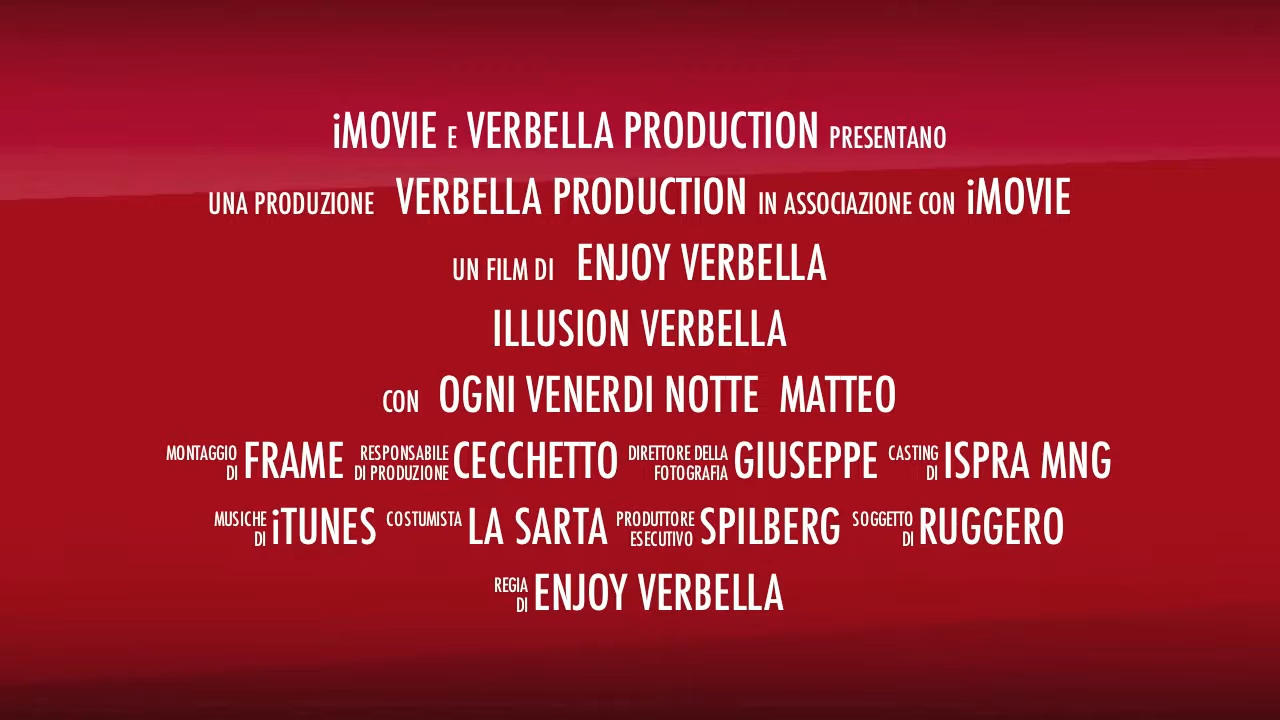 iMOVIE E VERBELLA PRODUCTION PRESENTANO
UNA PRODUZIONE VERBELLA PRODUCTION IN ASSOCIAZIONE CON iMOVIE
UN FILM DI ENJOY VERBELLA
ILLUSION VERBELLA
CON OGNI VENERDI NOTTE MATTEO
MONTAGGIO DI FRAME RESPONSABILE DI PRODUZIONE CECCHETTO DIRETTORE DELLA FOTOGRAFIA GIUSEPPE CASTING DI ISPRA MNG
MUSICHE DI iTUNES COSTUMISTA LA SARTA PRODUTTORE ESECUTIVO SPILBERG SOGGETTO DI RUGGERO
REGIA DI ENJOY VERBELLA